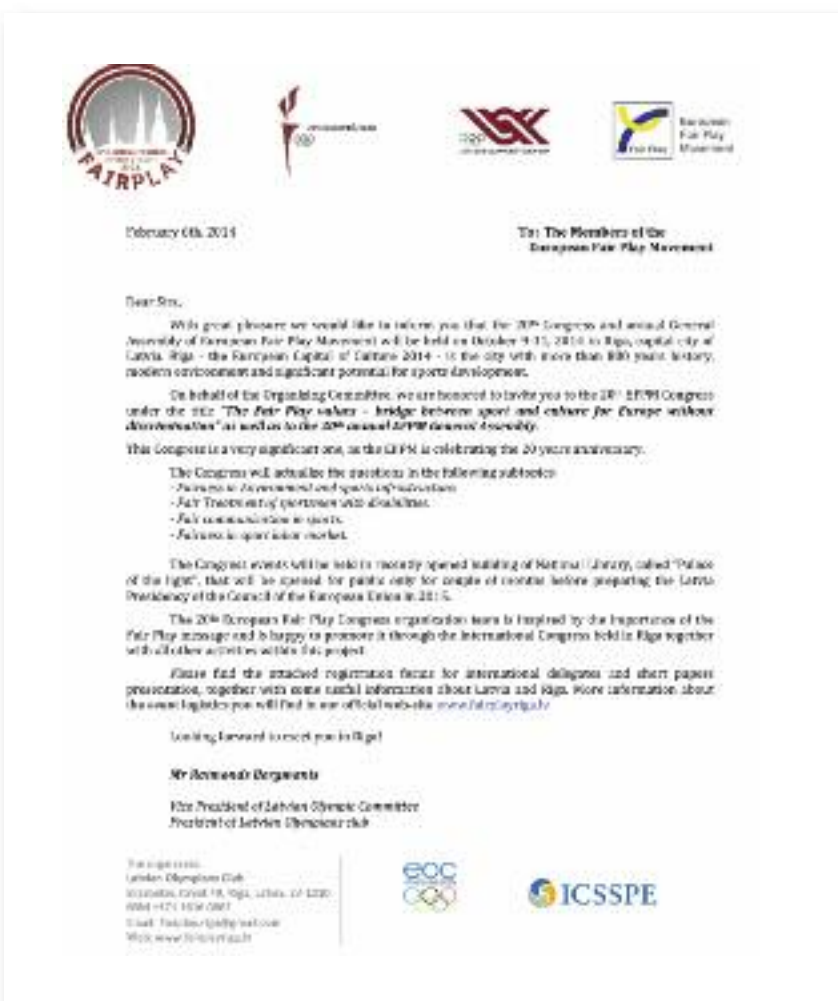 FAIRPLAY
European
Fair Play
Movement
Fair Play
February 6th, 2014
To: The Members of the
European Fair Play Movement
Dear Sirs,
With great pleasure we would like to inform you that the 20th Congress and annual General
Assembly of European Fair Play Movement will be held on October 9-11, 2014 in Riga, capital city of
Latvia. Riga - the European Capital of Culture 2014 - is the city with more than 800 years history,
modern environment and significant potential for sports development.
On behalf of the Organizing Committee, we are honored to invite you to the 20th EFPM Congress
under the title "The Fair Play values - bridge between sport and culture for Europe without
discrimination" as well as to the 20th annual EFPM General Assembly.
This Congress is a very significant one, as the EFPM is celebrating the 20 years anniversary.
The Congress will actualize the questions in the following subtopics
- Fairness in Environment and sports infrastructure
- Fair Treatment of sportsmen with disabilities.
- Fair communication in sports.
- Fairness in sport labor market.
The Congress events will be held in recently opened building of National Library, called "Palace
of the light", that will be opened for public only for couple of months before preparing the Latvia
Presidency of the Council of the European Union in 2015.
The 20th European Fair Play Congress organization team is inspired by the importance of the
Fair Play message and is happy to promote it through the International Congress held in Riga together
with all other activities within this project.
Please find the attached registration forms for international delegates and short papers
presentation, together with some useful information about Latvia and Riga. More information about
the event logistics you will find in our official web-site www.fairplayriga.lv
Looking forward to meet you in Riga!
Mr Raimonds Bergmanis
Vice President of Latvian Olympic Committee
President of Latvian Olympians club
Latvian Olympians Club
Riga, Latvia,
eoc
ICSSPE